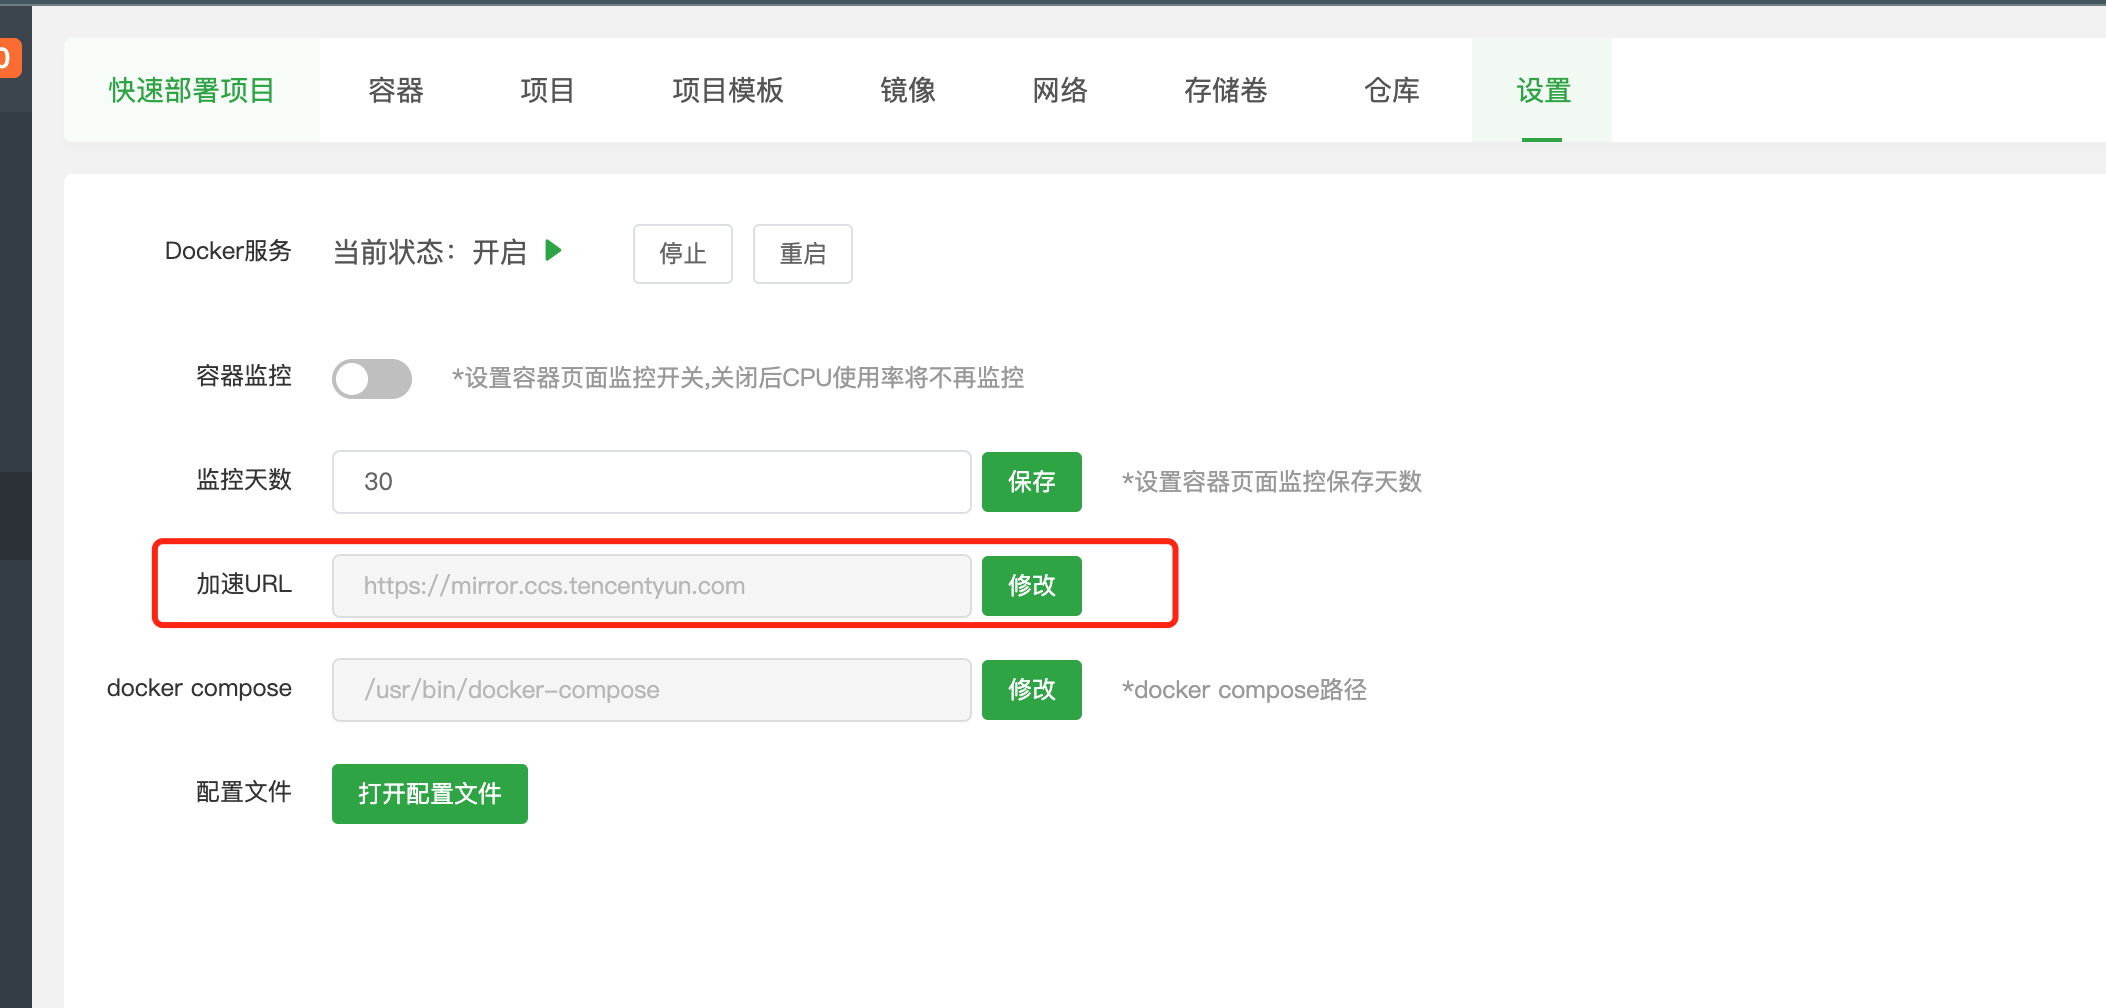 快速部署项目 容器 项目 项目模板 镜像 网络 存储卷 仓库 设置
Docker服务 当前状态：开启 停止 重启
容器监控 *设置容器页面监控开关,关闭后CPU使用率将不再监控
监控天数 30 保存 *设置容器页面监控保存天数
加速URL https://mirror.ccs.tencentyun.com 修改
docker compose /usr/bin/docker-compose 修改 *docker compose路径
配置文件 打开配置文件